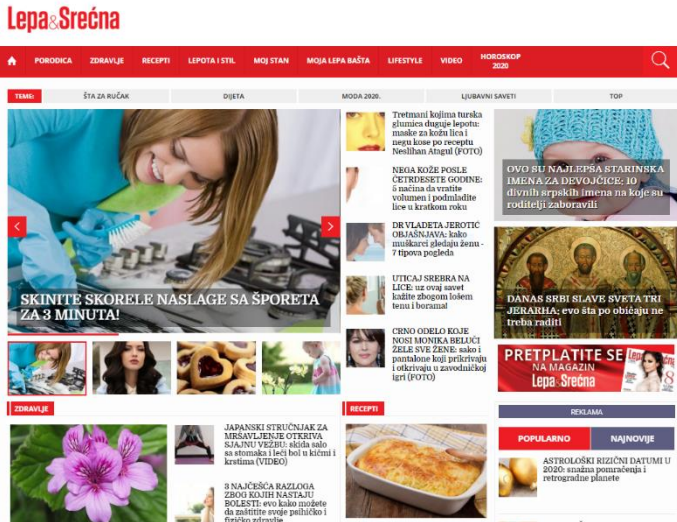 Lepa&Srećna
PORODICA ZDRAVLJE RECEPTI LEPOTA I STIL MOJ STAN MOJA LEPA BAŠTA LIFESTYLE VIDEO HOROSKOP
2020
TEME: ŠTA ZA RUČAK DIJETA MODA 2020. LJUBAVNI SAVETI TOP
SKINITE SKORELE NASLAGE SA ŠPORETA
ZA 3 MINUTA!
Tretmani kojima turska
glumica duguje lepotu:
maske za kožu lica i
negu kose po receptu
Neslihan Atagul (FOTO)
NEGA KOŽE POSLE
ČETRDESETE GODINE:
5 načina da vratite
volumen i podmladite
lice u kratkom roku
DR VLADETA JEROTIĆ
OBJAŠNJAVA: kako
muškarci gledaju ženu -
7 tipova pogleda
UTICAJ SREBRA NA
LICE: uz ovaj savet
kažite zbogom lošem
tenu i borama!
CRNO ODELO KOJE
NOSI MONIKA BELUČI
ŽELE SVE ŽENE: sako i
pantalone koji prikrivaju
i otkrivaju u zavodničkoj
igri (FOTO)
OVO SU NAJLEPŠA STARINSKA
IMENA ZA DEVOJČICE: 10
divnih srpskih imena na koje su
roditelji zaboravili
DANAS SRBI SLAVE SVETA TRI
JERARHA: evo šta po običaju ne
treba raditi
PRETPLATITE SE
NA MAGAZIN
Lepa&Srećna
REKLAMA
POPULARNO NAJNOVIJE
ASTROLOŠKI RIZIČNI DATUMI U
2020: snažna pomračenja i
retrogradne planete
ZDRAVLJE
JAPANSKI STRUČNJAK ZA
MRŠAVLJENJE OTKRIVA
SJAJNU VEŽBU: skida salo
sa stomaka i leči bol u kičmi i
krstima (VIDEO)
3 NAJČEŠĆA RAZLOGA
ZBOG KOJIH NASTAJU
BOLESTI: evo kako možete
da zaštitite svoje psihičko i
fizičko zdravlje
RECEPTI